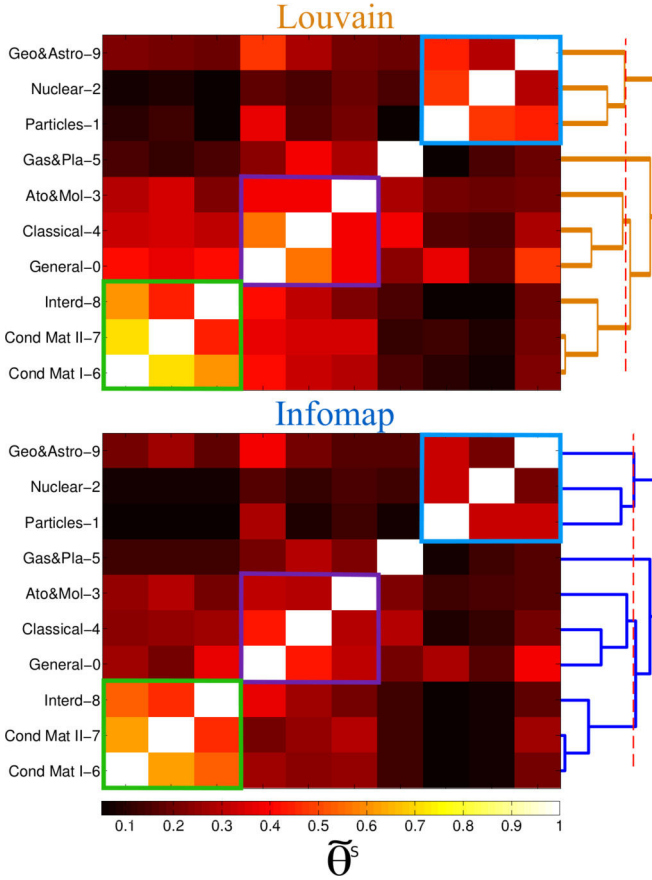 Louvain
Geo&Astro-9
Nuclear-2
Particles-1
Gas&Pla-5
Ato&Mol-3
Classical-4
General-0
Interd-8
Cond Mat II-7
Cond Mat I-6
Infomap
Geo&Astro-9
Nuclear-2
Particles-1
Gas&Pla-5
Ato&Mol-3
Classical-4
General-0
Interd-8
Cond Mat II-7
Cond Mat I-6
0.1 0.2 0.3 0.4 0.5 0.6 0.7 0.8 0.9 1
θ̃ˢ